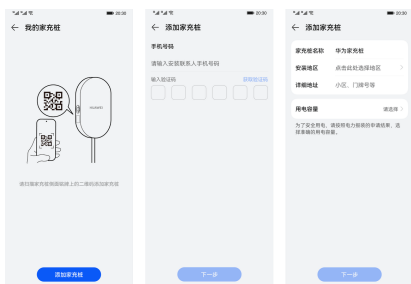 20:30
← 我的家充桩
HUAWEI
请扫描家充桩侧面贴纸上的二维码添加家充桩
添加家充桩
20:30
← 添加家充桩
手机号码
请输入安装联系人手机号码
输入验证码 获取验证码
下一步
20:30
← 添加家充桩
家充桩名称 华为家充桩
安装地区 点击此处选择地区
详细地址 小区、门牌号等
用电容量 请选择
为了安全用电，请按照电力报装的申请结果，选
择准确的用电容量。
下一步